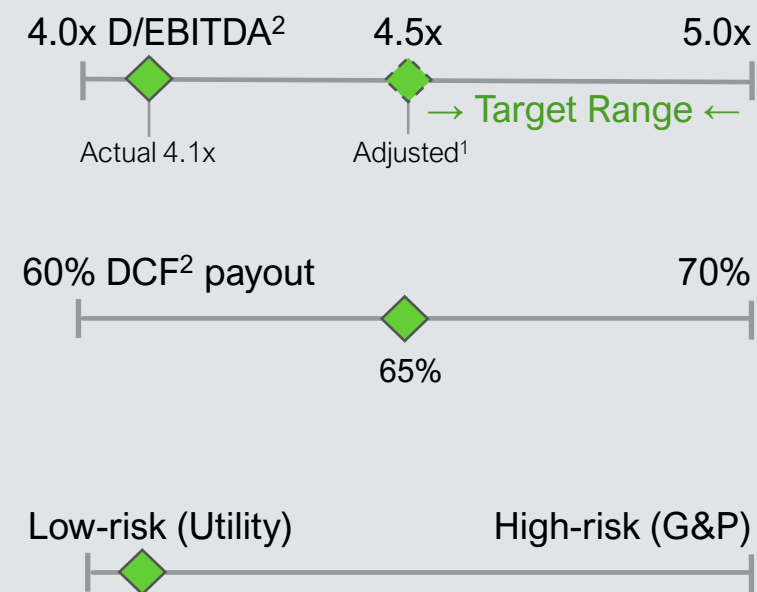 4.0x D/EBITDA² 4.5x 5.0x
→ Target Range ←
Actual 4.1x Adjusted¹
60% DCF² payout 70%
65%
Low-risk (Utility) High-risk (G&P)